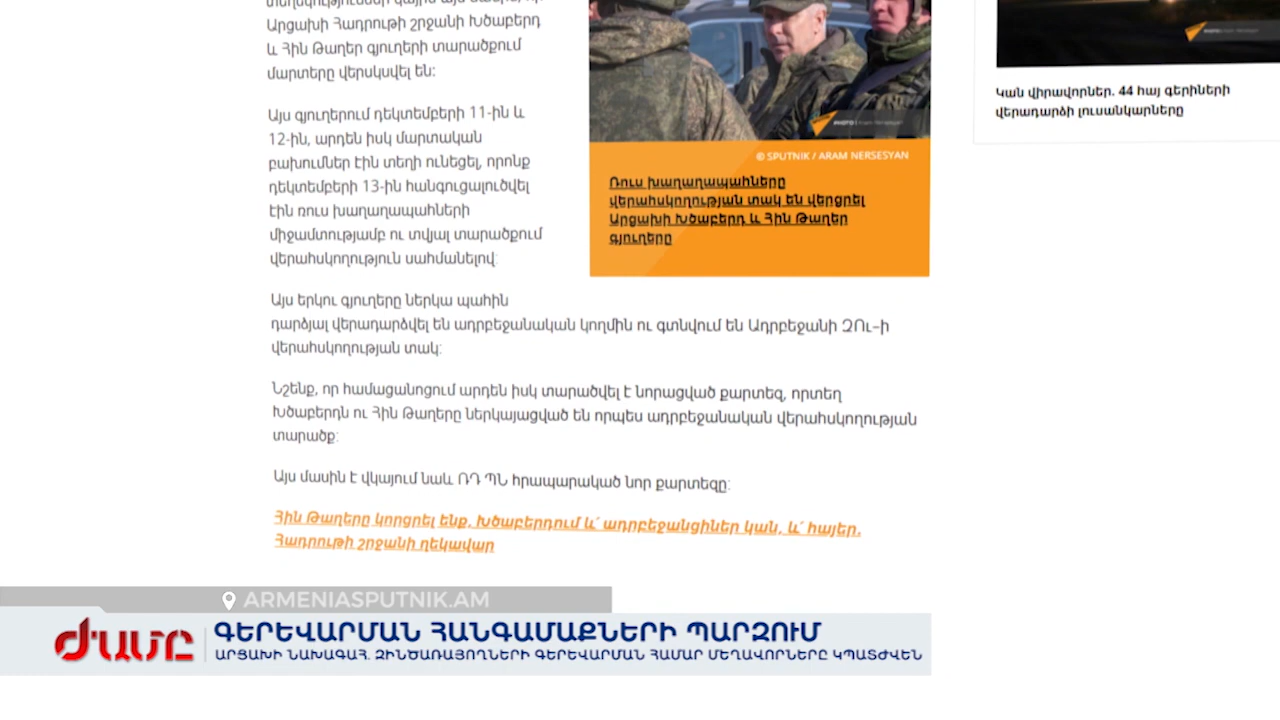 Արցախի Հադրութի շրջանի Խծաբերդ
և Հին Թաղեր գյուղերի տարածքում
մարտերը վերսկսվել են:
Այս գյուղերում դեկտեմբերի 11-ին և
12-ին, արդեն իսկ մարտական
բախումներ էին տեղի ունեցել, որոնք
դեկտեմբերի 13-ին հանգուցալուծվել
էին ռուս խաղաղապահների
միջամտությամբ ու տվյալ տարածքում
վերահսկողություն սահմանելով:
Այս երկու գյուղերը ներկա պահին
դարձյալ վերադարձվել են ադրբեջանական կողմին ու գտնվում են Ադրբեջանի ԶՈւ-ի
վերահսկողության տակ:
Նշենք, որ համացանցում արդեն իսկ տարածվել է նորացված քարտեզ, որտեղ
Խծաբերդն ու Հին Թաղերը ներկայացված են որպես ադրբեջանական վերահսկողության
տարածք:
Այս մասին է վկայում նաև ՌԴ ՊՆ հրապարակած նոր քարտեզը:
Հին Թաղերը կորցրել ենք, Խծաբերդում և՛ ադրբեջանցիներ կան, և՛ հայեր.
Հադրութի շրջանի ղեկավար
© SPUTNIK / ARAM NERSESYAN
Ռուս խաղաղապահները
վերահսկողության տակ են վերցրել
Արցախի Խծաբերդ և Հին Թաղեր
գյուղերը
Կան վիրավորներ. 44 հայ գերիների
վերադարձի լուսանկարները
ARMENIASPUTNIK.AM
ԺԱՄԸ
ԳԵՐԵՎԱՐՄԱՆ ՀԱՆԳԱՄԱՔՆԵՐԻ ՊԱՐԶՈՒՄ
ԱՐՑԱԽԻ ՆԱԽԱԳԱՀ. ԶԻՆԾԱՌԱՅՈՂՆԵՐԻ ԳԵՐԵՎԱՐՄԱՆ ՀԱՄԱՐ ՄԵՂԱՎՈՐՆԵՐԸ ԿՊԱՏԺՎԵՆ